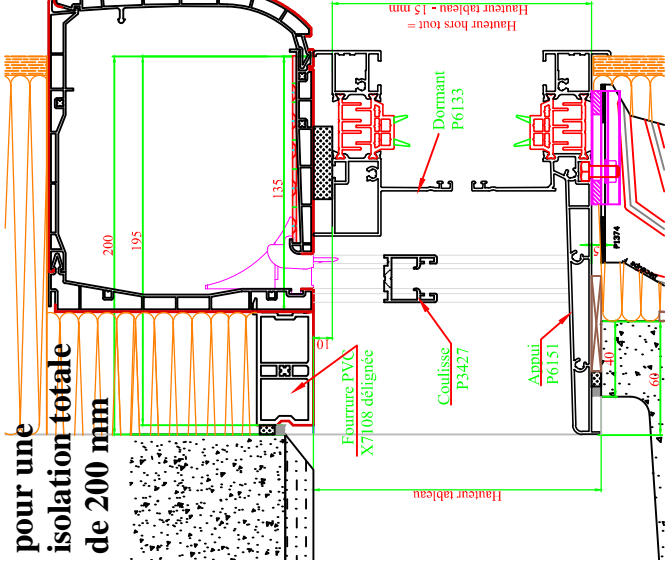 pour une
isolation totale
de 200 mm
Hauteur hors tout =
Hauteur tableau - 15 mm
Dormant
P6133
200
195
135
10
Fourrure PVC
X7108 délignée
Coulisse
P3427
Appui
P6151
5
P1374
40
60
Hauteur tableau